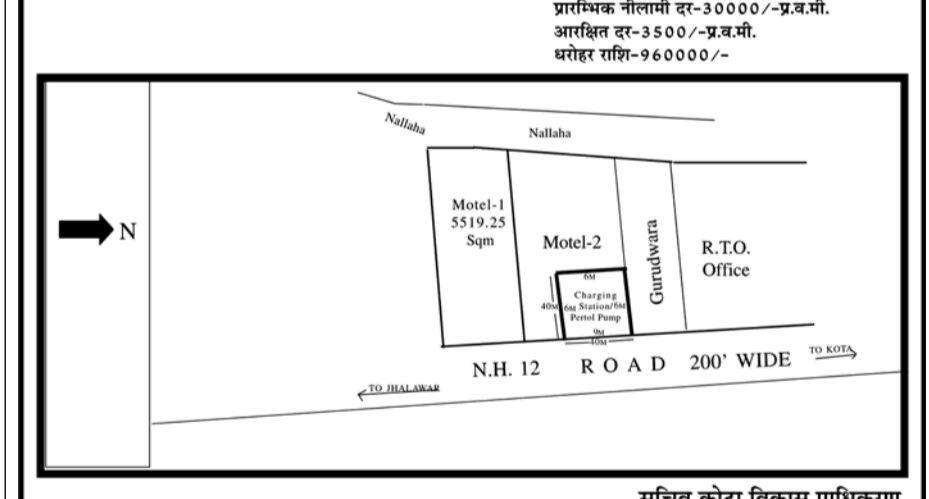 प्रारम्भिक नीलामी दर-30000/-प्र.व.मी.
आरक्षित दर-3500/-प्र.व.मी.
धरोहर राशि-960000/-
Nallaha
Nallaha
N
Motel-1
5519.25
Sqm
Motel-2
Gurudwara
R.T.O.
Office
6M
40M
6M
Charging
Station/
Pertol Pump
6M
9M
40M
N.H. 12 ROAD 200' WIDE
TO KOTA
TO JHALAWAR
सचिव कोटा विकास प्राधिकरण